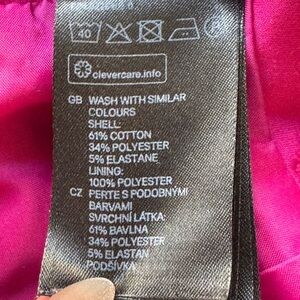 40
clevercare.info
GB WASH WITH SIMILAR
COLOURS
SHELL:
61% COTTON
34% POLYESTER
5% ELASTANE
LINING:
100% POLYESTER
CZ PERTE S PODOBNÝMI
BARVAMI
SVRCHNÍ LÁTKA:
61% BAVLNA
34% POLYESTER
5% ELASTAN
PODŠÍVKA